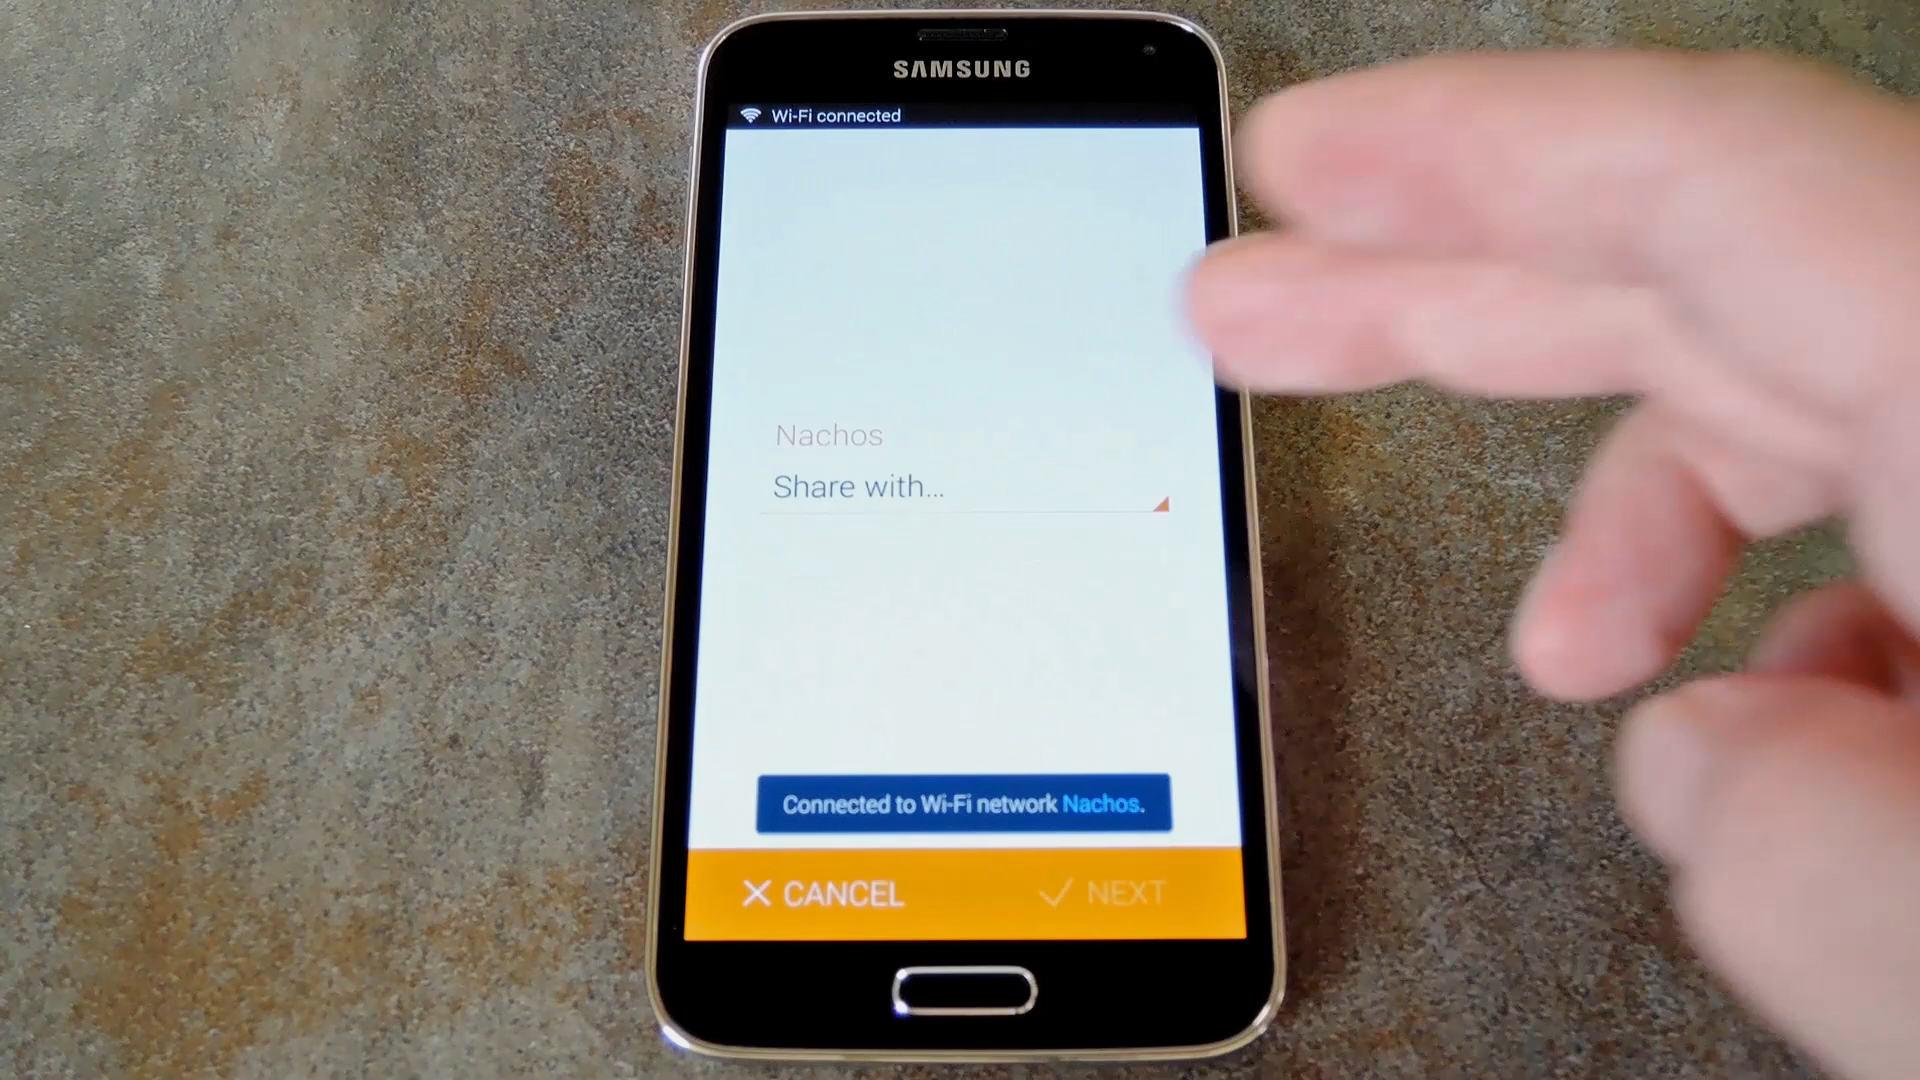 SAMSUNG
Wi-Fi connected
Nachos
Share with...
Connected to Wi-Fi network Nachos.
CANCEL NEXT